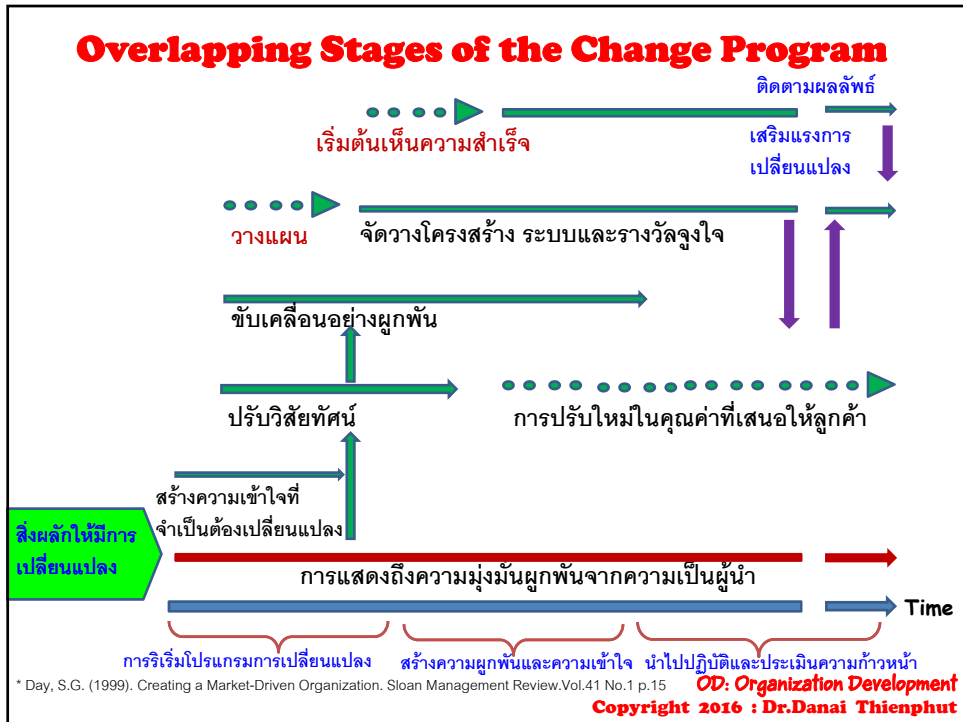 Overlapping Stages of the Change Program
ติดตามผลลัพธ์
เริ่มต้นเห็นความสำเร็จ
เสริมแรงการ
เปลี่ยนแปลง
วางแผน
จัดวางโครงสร้าง ระบบและรางวัลจูงใจ
ขับเคลื่อนอย่างผูกพัน
ปรับวิสัยทัศน์
การปรับใหม่ในคุณค่าที่เสนอให้ลูกค้า
สร้างความเข้าใจที่
จำเป็นต้องเปลี่ยนแปลง
สิ่งผลักให้มีการ
เปลี่ยนแปลง
การแสดงถึงความมุ่งมั่นผูกพันจากความเป็นผู้นำ
Time
การริเริ่มโปรแกรมการเปลี่ยนแปลง
สร้างความผูกพันและความเข้าใจ
นำไปปฏิบัติและประเมินความก้าวหน้า
* Day, S.G. (1999). Creating a Market-Driven Organization. Sloan Management Review.Vol.41 No.1 p.15
OD: Organization Development
Copyright 2016 : Dr.Danai Thienphut